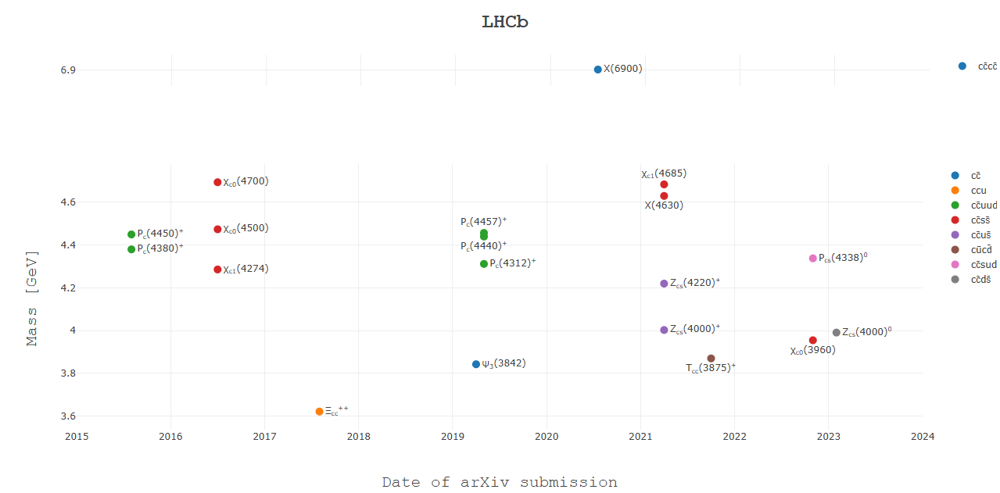 LHCb
6.9
X(6900)
cc̄cc̄
χc1(4685)
X(4630)
χc0(4700)
4.6
Pc(4457)⁺
Pc(4440)⁺
χc0(4500)
Pc(4450)⁺
Pc(4380)⁺
4.4
Pc(4312)⁺
Pcs(4338)⁰
χc1(4274)
4.2
Zcs(4220)⁺
Zcs(4000)⁺
Zcs(4000)⁰
4
χc0(3960)
Tcc(3875)⁺
ψ3(3842)
3.8
Ξcc⁺⁺
3.6
cc̄
ccu
cc̄uud
cc̄ss̄
cc̄us̄
cūcd̄
cc̄sud
cc̄ds̄
2015 2016 2017 2018 2019 2020 2021 2022 2023 2024
Mass [GeV]
Date of arXiv submission